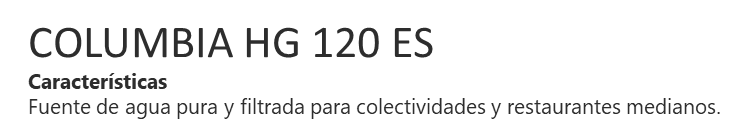 COLUMBIA HG 120 ES
Características
Fuente de agua pura y filtrada para colectividades y restaurantes medianos.